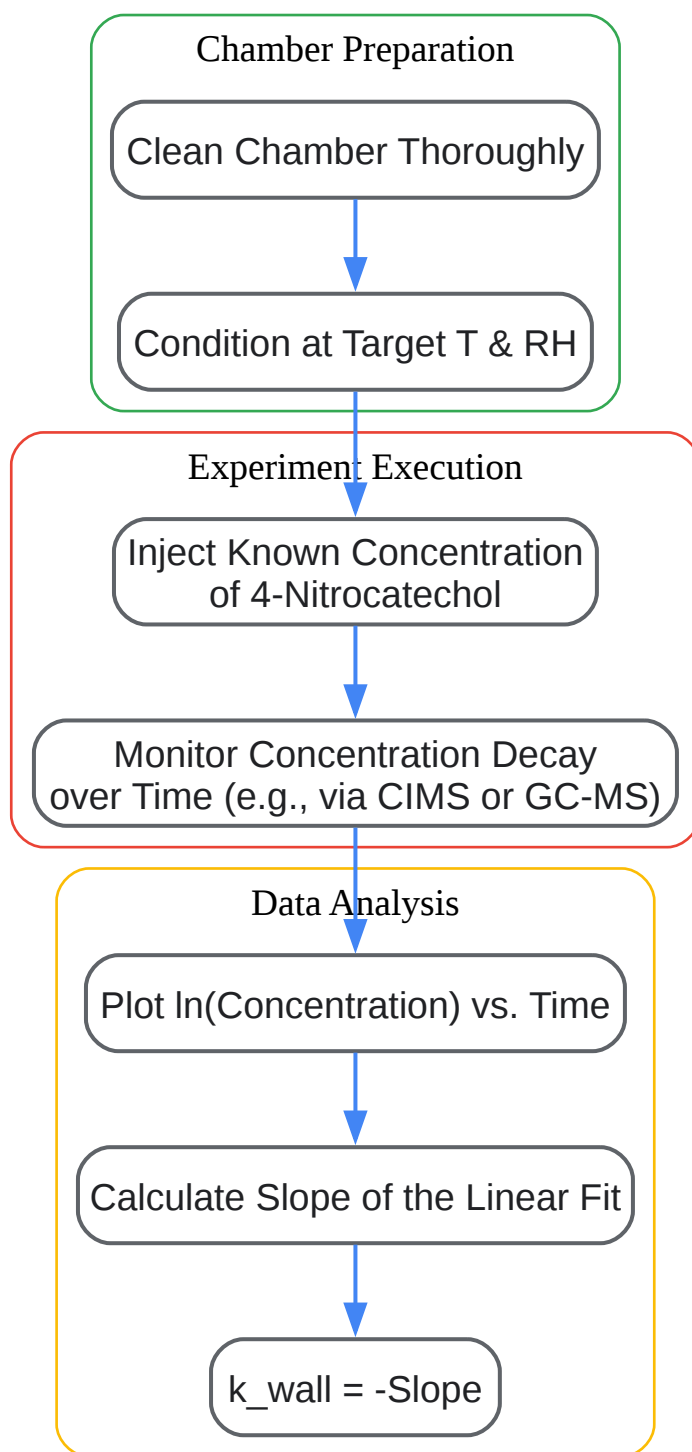 Chamber Preparation
Clean Chamber Thoroughly
Condition at Target T & RH
Experiment Execution
Inject Known Concentration
of 4-Nitrocatechol
Monitor Concentration Decay
over Time (e.g., via CIMS or GC-MS)
Data Analysis
Plot ln(Concentration) vs. Time
Calculate Slope of the Linear Fit
k_wall = -Slope